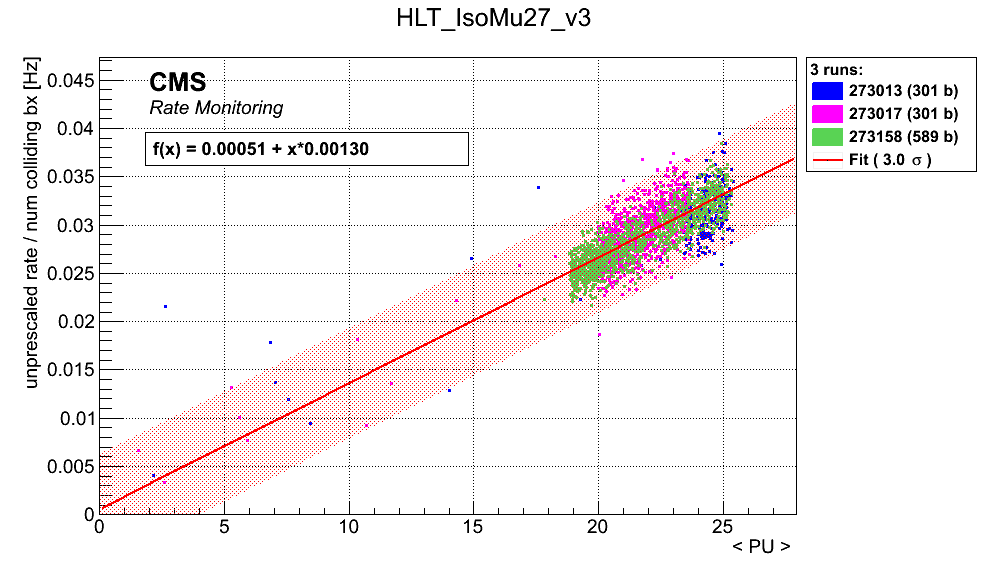 HLT_IsoMu27_v3
unprescaled rate / num colliding bx [Hz]
0.045
0.04
0.035
0.03
0.025
0.02
0.015
0.01
0.005
0
CMS
Rate Monitoring
f(x) = 0.00051 + x*0.00130
3 runs:
273013 (301 b)
273017 (301 b)
273158 (589 b)
Fit ( 3.0 σ )
0 5 10 15 20 25
< PU >